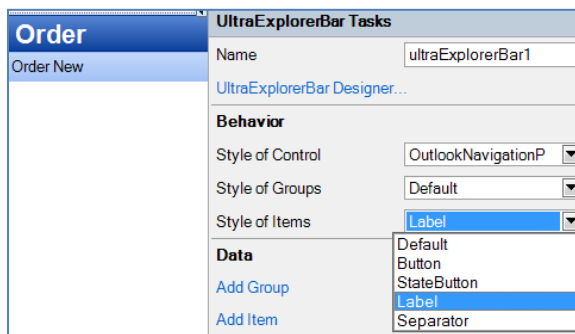 Order
Order New
UltraExplorerBar Tasks
Name ultraExplorerBar1
UltraExplorerBar Designer...
Behavior
Style of Control OutlookNavigationP
Style of Groups Default
Style of Items Label
Default
Button
StateButton
Label
Separator
Data
Add Group
Add Item